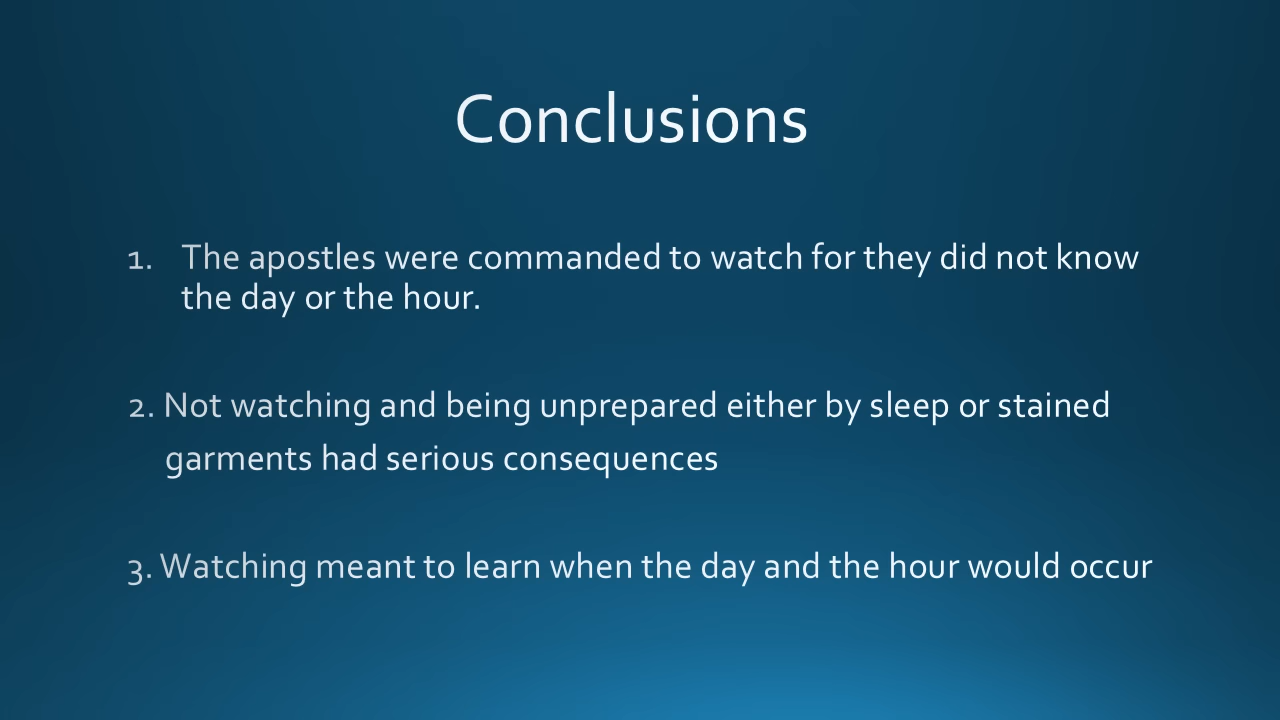 Conclusions
1. The apostles were commanded to watch for they did not know
the day or the hour.
2. Not watching and being unprepared either by sleep or stained
garments had serious consequences
3. Watching meant to learn when the day and the hour would occur